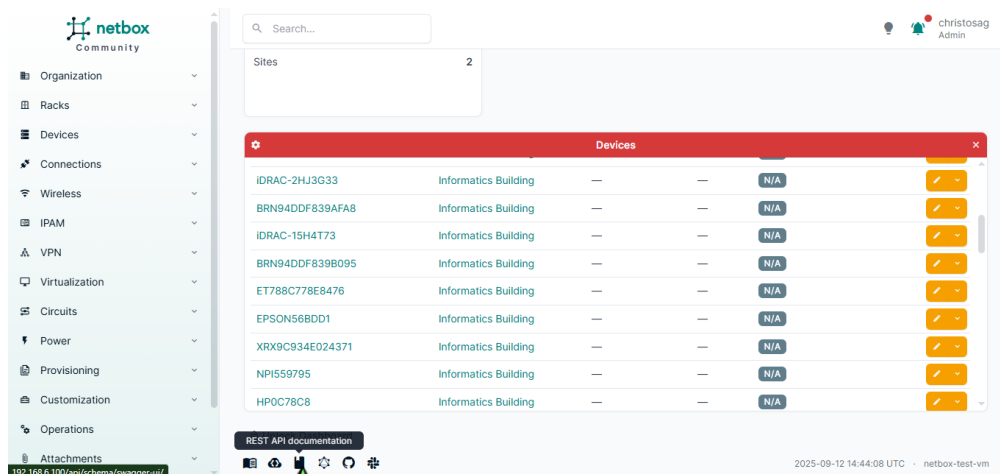 netbox
Community
Search...
christosag
Admin
Organization
Racks
Devices
Connections
Wireless
IPAM
VPN
Virtualization
Circuits
Power
Provisioning
Customization
Operations
Attachments
192.168.6.100/api/schema/swagger-ui/
Sites 2
Devices
iDRAC-2HJ3G33 Informatics Building — — N/A
BRN94DDF839AFA8 Informatics Building — — N/A
iDRAC-15H4T73 Informatics Building — — N/A
BRN94DDF839B095 Informatics Building — — N/A
ET788C778E8476 Informatics Building — — N/A
EPSON56BDD1 Informatics Building — — N/A
XRX9C934E024371 Informatics Building — — N/A
NPI559795 Informatics Building — — N/A
HP0C78C8 Informatics Building — — N/A
REST API documentation
2025-09-12 14:44:08 UTC · netbox-test-vm